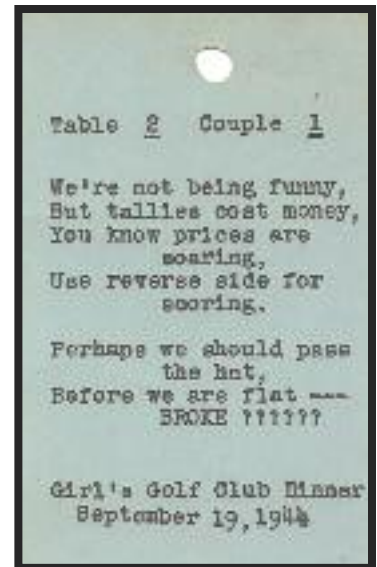 Table 2 Couple 1
We're not being funny,
But tallies cost money,
You know prices are
soaring,
Use reverse side for
scoring.
Perhaps we should pass
the hat,
Before we are flat ---
BROKE ??????
Girl's Golf Club Dinner
September 19,1944